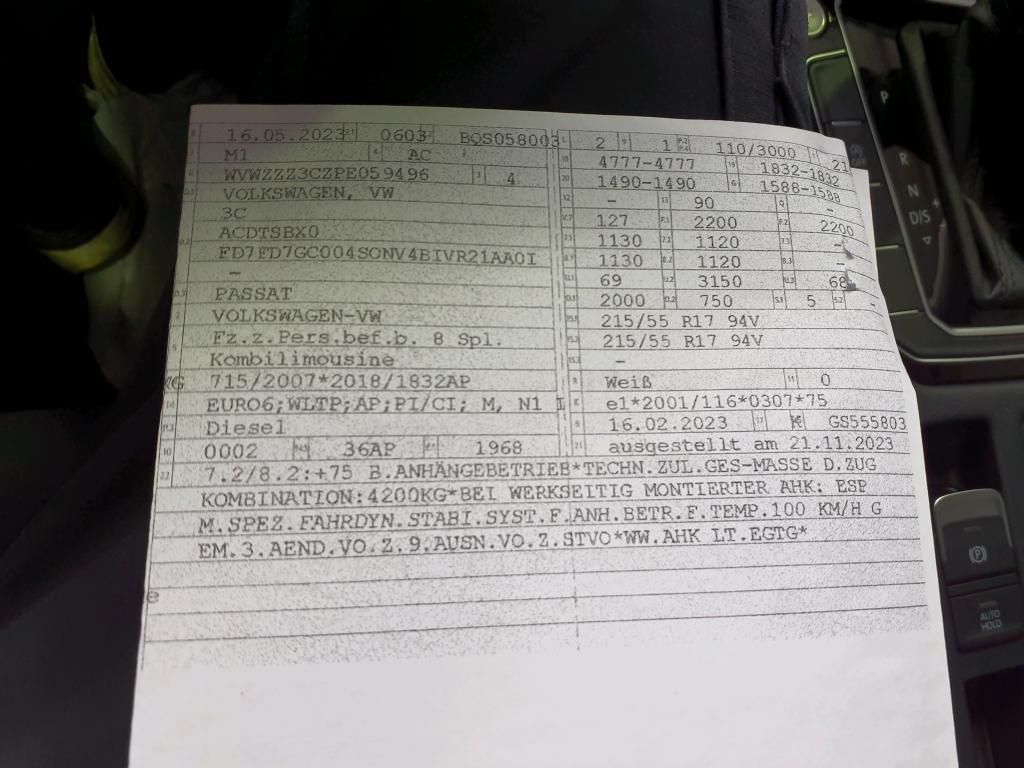 16.05.2023 0603 BQS058003
M1 AC
WVWZZZ3CZPE059496 4
VOLKSWAGEN, VW
3C
ACDTSBX0
FD7FD7GC004SONV4BIVR21AA0I
–
PASSAT
VOLKSWAGEN-VW
Fz.z.Pers.bef.b. 8 Spl.
Kombilimousine
715/2007*2018/1832AP
EURO6;WLTP;AP;PI/CI; M, N1 I
Diesel
0002 36AP 1968
2 1 110/3000 21
4777-4777 1832-1832
1490-1490 1588-1588
– 90 –
127 2200 2200
1130 1120 –
1130 1120 –
69 3150 68
2000 750 5 –
215/55 R17 94V
215/55 R17 94V
–
Weiß 0
e1*2001/116*0307*75
16.02.2023 GS555803
ausgestellt am 21.11.2023
7.2/8.2:+75 B.ANHÄNGEBETRIEB*TECHN.ZUL.GES-MASSE D.ZUG
KOMBINATION:4200KG*BEI WERKSEITIG MONTIERTER AHK: ESP
M.SPEZ.FAHRDYN.STABI.SYST.F.ANH.BETR.F.TEMP.100 KM/H G
EM.3.AEND.VO.Z.9.AUSN.VO.Z.STVO*WW.AHK LT.EGTG*
P
R
N
D/S
AUTO
HOLD